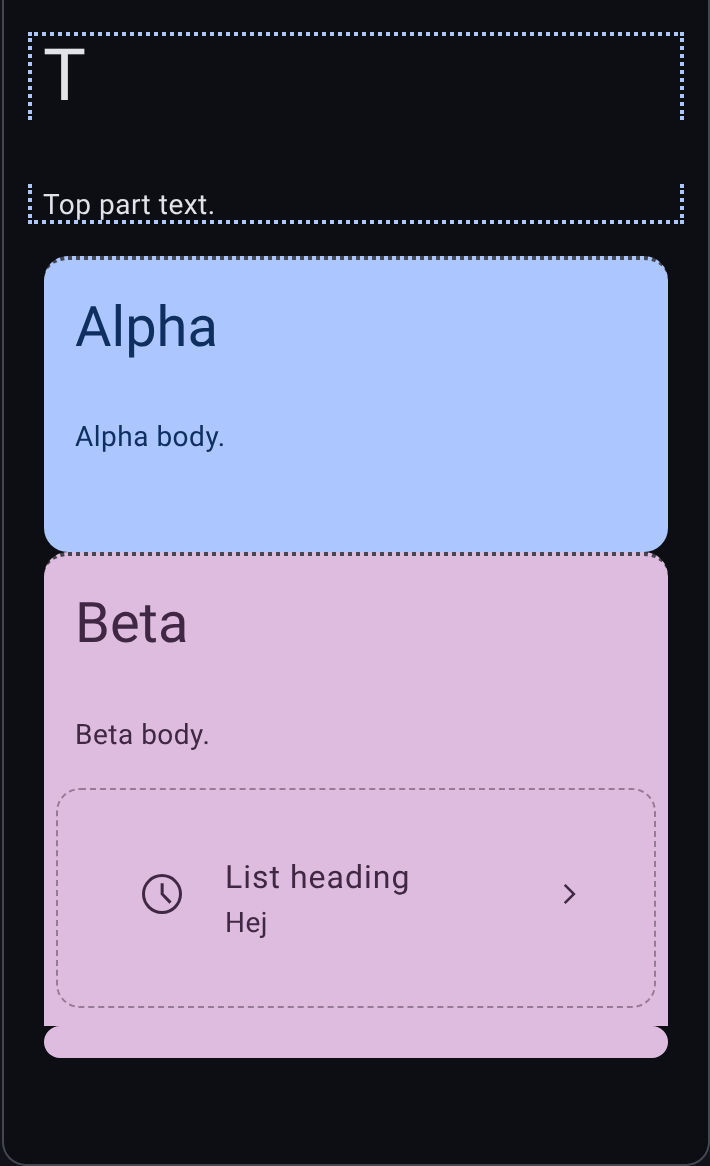 T
Top part text.
Alpha
Alpha body.
Beta
Beta body.
List heading
Hej